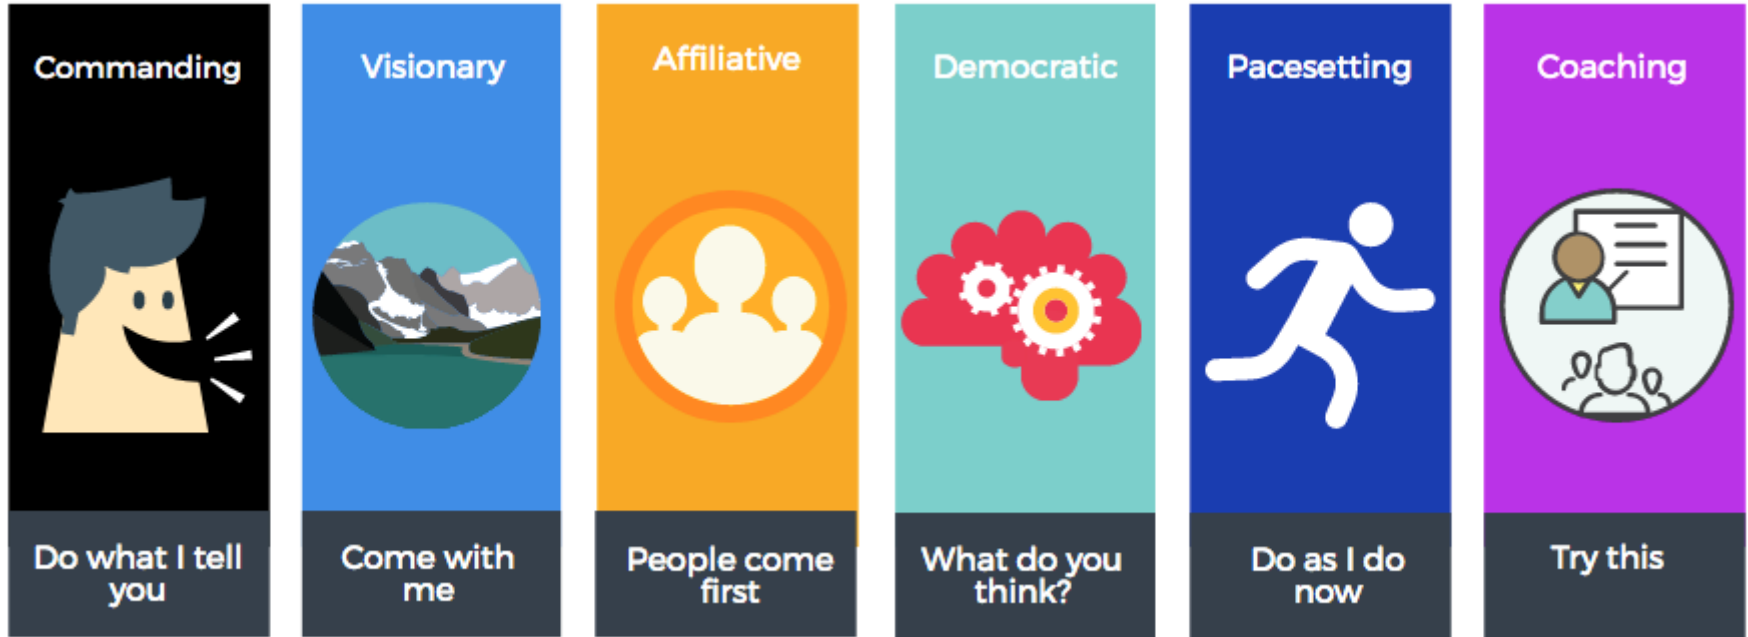 Commanding
Visionary
Affiliative
Democratic
Pacesetting
Coaching
Do what I tell
you
Come with
me
People come
first
What do you
think?
Do as I do
now
Try this